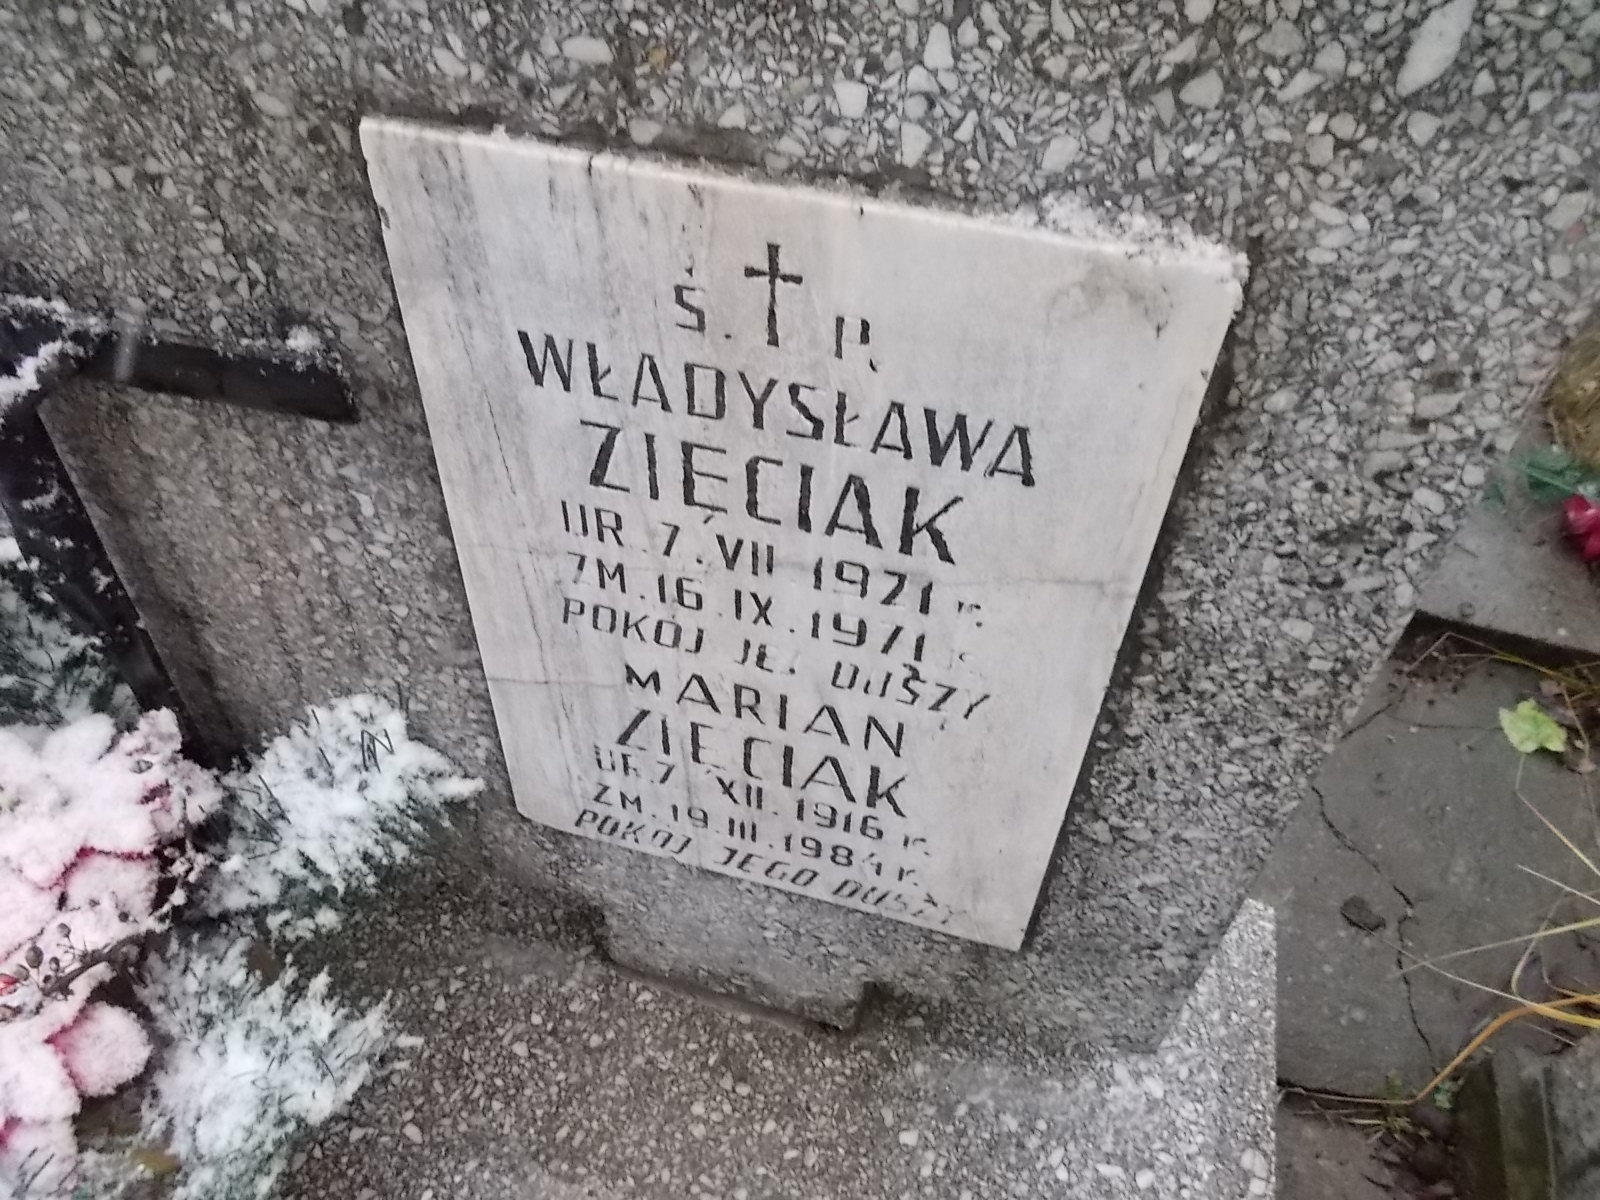 Ś. P.
WŁADYSŁAWA
ZIĘCIAK
UR. 7. VII 1921 r.
ZM. 16. IX. 1971 r.
POKÓJ JEJ DUSZY
MARIAN
ZIĘCIAK
UR. 7 XII. 1916 r.
ZM. 19. III. 1984 r.
POKÓJ JEGO DUSZY